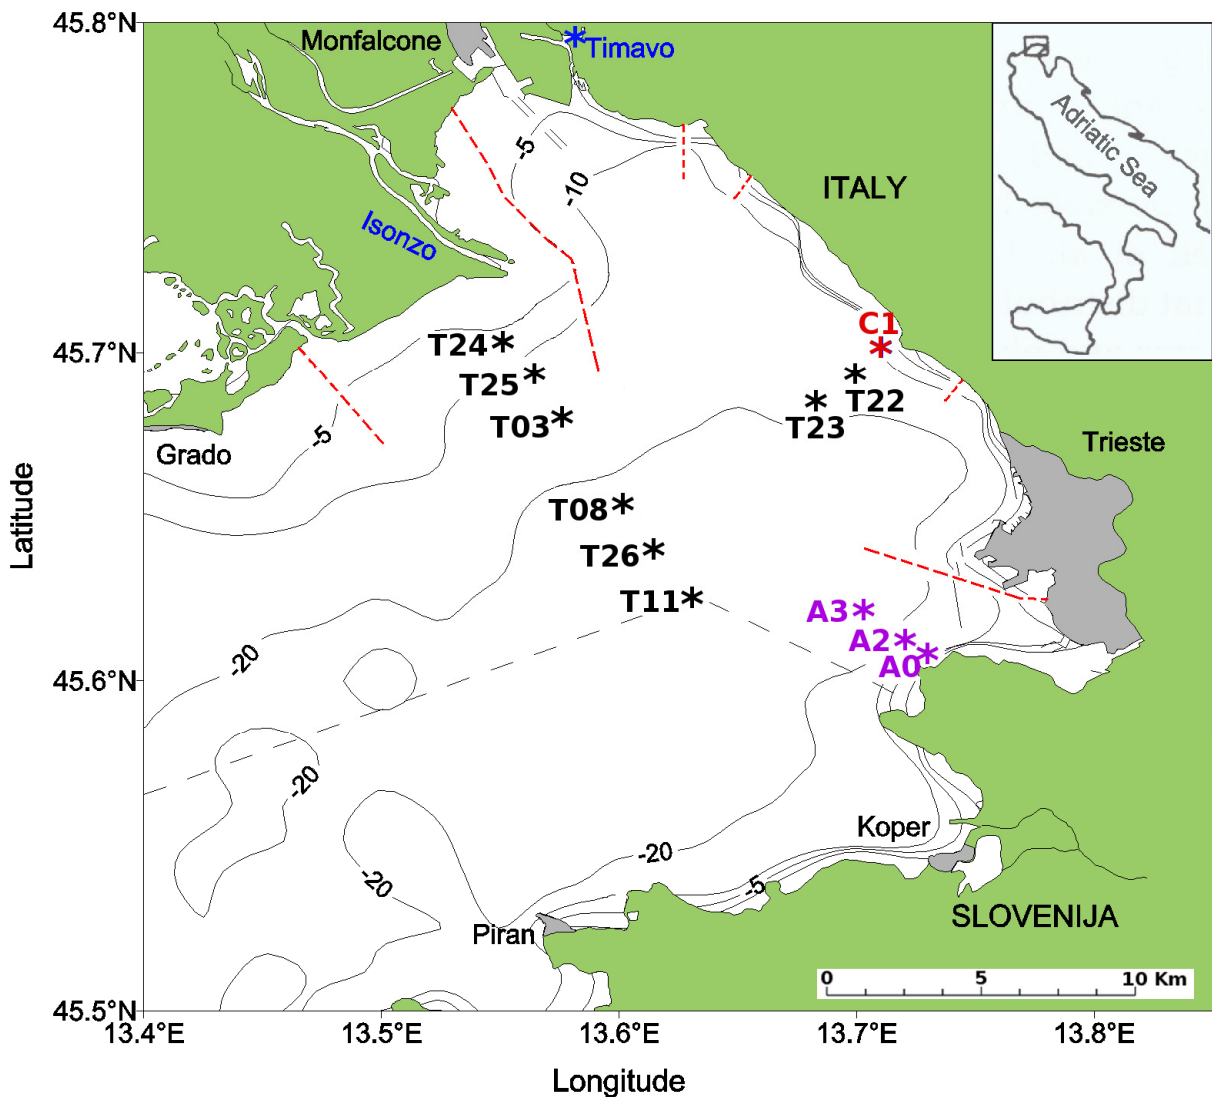 45.8°N
Monfalcone
Timavo
-5
-10
ITALY
Adriatic Sea
Isonzo
C1
45.7°N
T24
T25
T22
T03
T23
-5
Grado
Trieste
Latitude
T08
T26
T11
A3
A2
A0
-20
45.6°N
-20
Koper
-20
-20
-5
SLOVENIJA
Piran
0 5 10 Km
45.5°N
13.4°E 13.5°E 13.6°E 13.7°E 13.8°E
Longitude